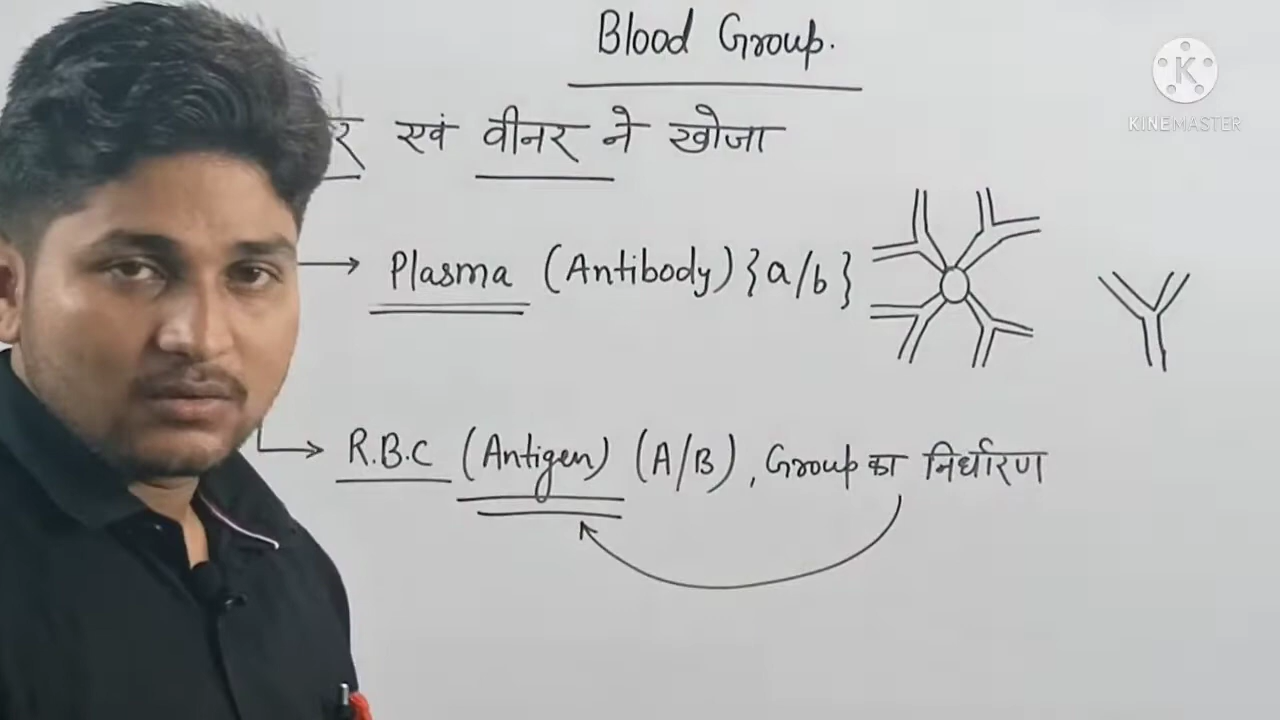 Blood Group.
K
KINEMASTER
एवं वीनर ने खोजा
Plasma (Antibody) }a/b}
R.B.C (Antigen) (A/B), Group का निर्धारण